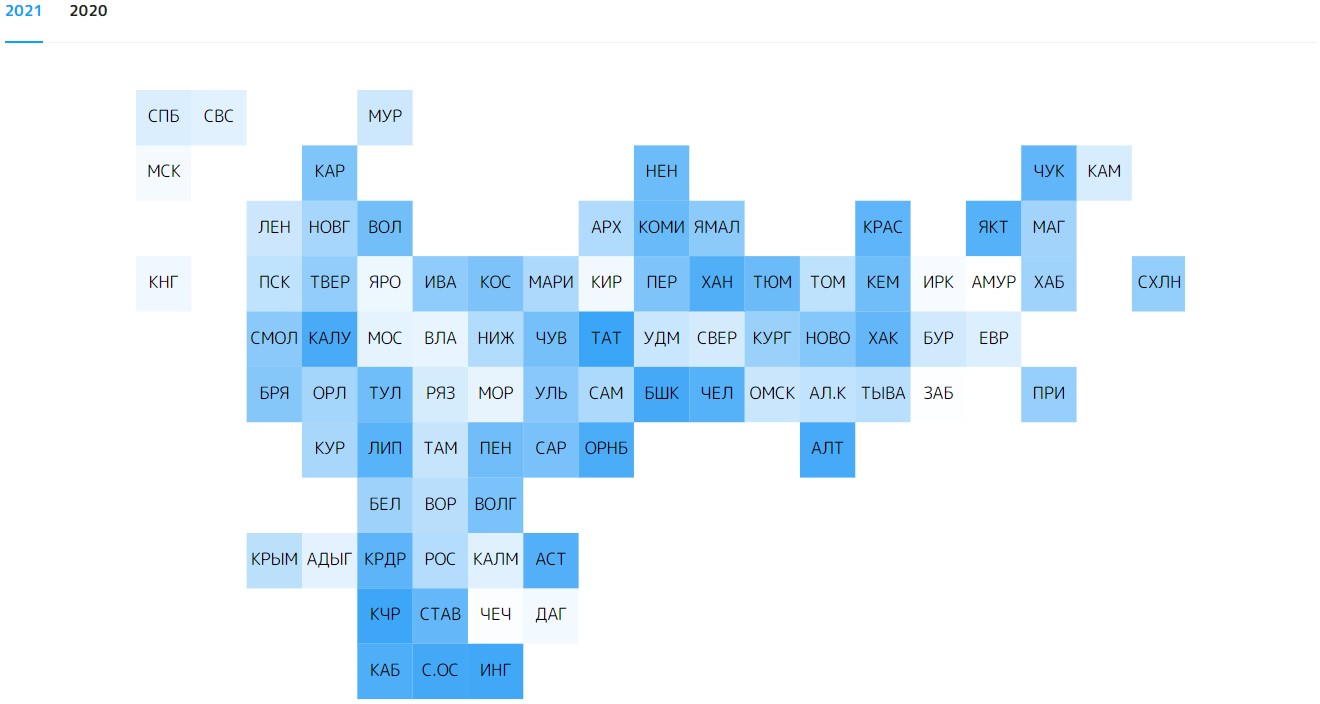 2021 2020
СПБ СВС МУР
МСК КАР НЕН ЧУК КАМ
ЛЕН НОВГ ВОЛ АРХ КОМИ ЯМАЛ КРАС ЯКТ МАГ
КНГ ПСК ТВЕР ЯРО ИВА КОС МАРИ КИР ПЕР ХАН ТЮМ ТОМ КЕМ ИРК АМУР ХАБ СХЛН
СМОЛ КАЛУ МОС ВЛА НИЖ ЧУВ ТАТ УДМ СВЕР КУРГ НОВО ХАК БУР ЕВР
БРЯ ОРЛ ТУЛ РЯЗ МОР УЛЬ САМ БШК ЧЕЛ ОМСК АЛ.К ТЫВА ЗАБ ПРИ
КУР ЛИП ТАМ ПЕН САР ОРНБ АЛТ
БЕЛ ВОР ВОЛГ
КРЫМ АДЫГ КРДР РОС КАЛМ АСТ
КЧР СТАВ ЧЕЧ ДАГ
КАБ С.ОС ИНГ